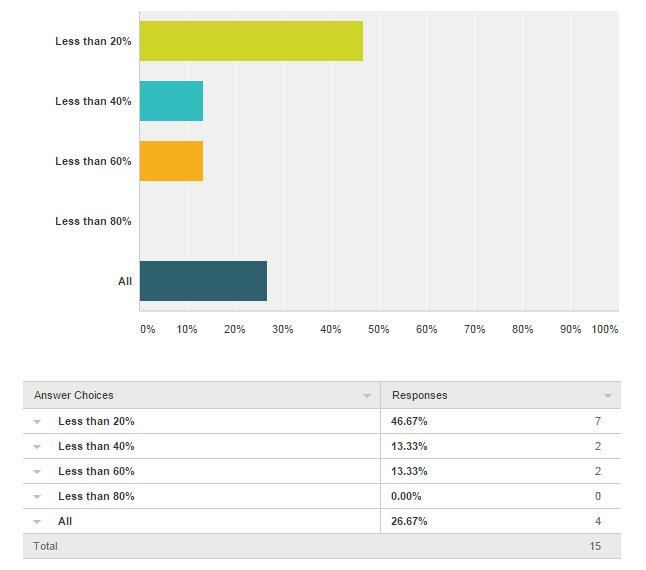 Less than 20%
Less than 40%
Less than 60%
Less than 80%
All
0% 10% 20% 30% 40% 50% 60% 70% 80% 90% 100%
Answer Choices Responses
Less than 20% 46.67% 7
Less than 40% 13.33% 2
Less than 60% 13.33% 2
Less than 80% 0.00% 0
All 26.67% 4
Total 15